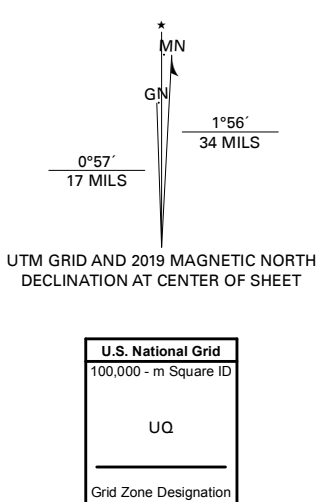 ★
MN
GN
1°56´
34 MILS
0°57´
17 MILS
UTM GRID AND 2019 MAGNETIC NORTH
DECLINATION AT CENTER OF SHEET
U.S. National Grid
100,000 - m Square ID
UQ
Grid Zone Designation